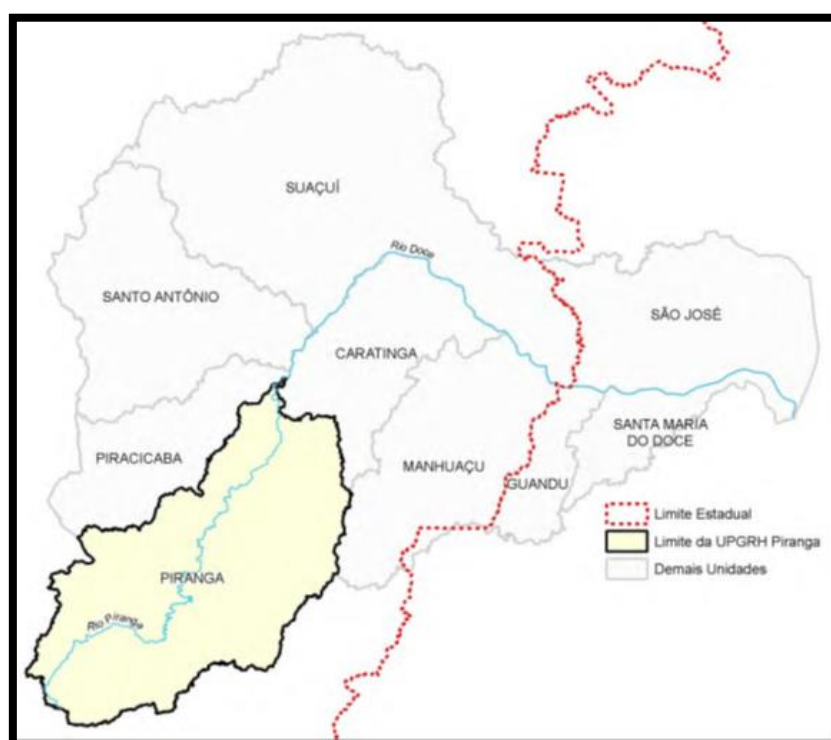 SUAÇUÍ
Rio Doce
SANTO ANTÔNIO
SÃO JOSÉ
CARATINGA
SANTA MARIA
DO DOCE
PIRACICABA
MANHUAÇU
GUANDU
Limite Estadual
Limite da UPGRH Piranga
Demais Unidades
PIRANGA
Rio Piranga